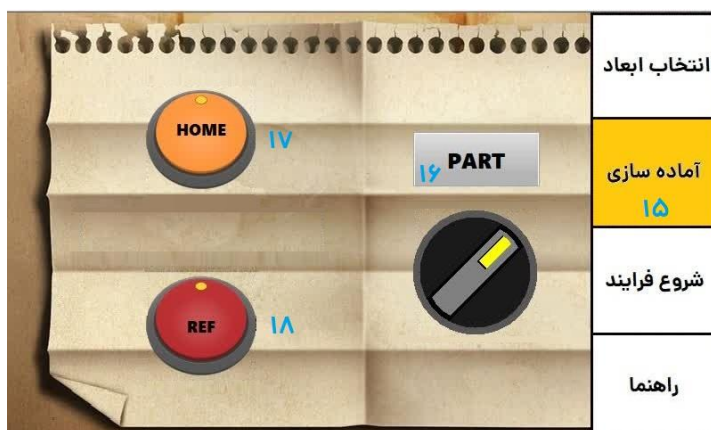 انتخاب ابعاد
آماده سازی
۱۵
شروع فرایند
راهنما
PART
۱۶
HOME
۱۷
REF
۱۸